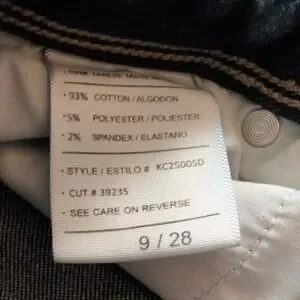 • 93% COTTON / ALGODON
• 5% POLYESTER / POLIESTER
• 2% SPANDEX / ELASTANO
• STYLE / ESTILO # KC2500SD
• CUT # 39235
• SEE CARE ON REVERSE
9 / 28